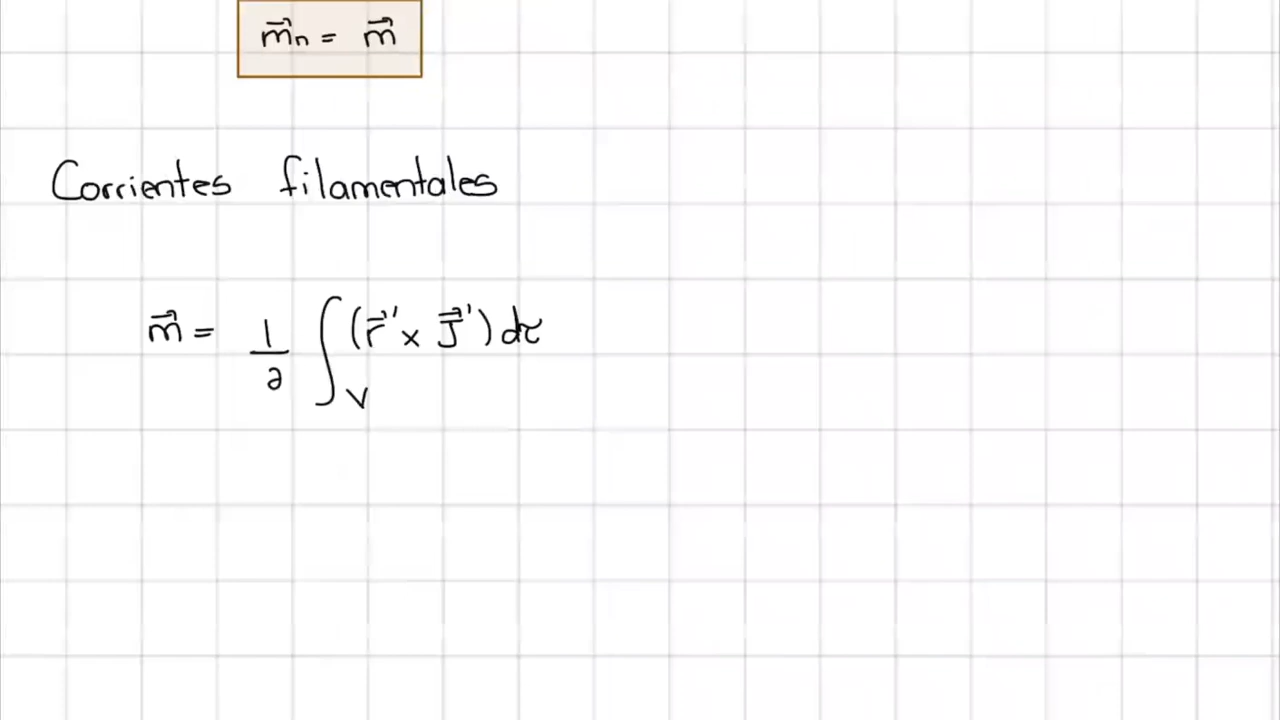 m⃗n = m⃗
Corrientes filamentales
m⃗ = 1/2 ∫V (r⃗' × J⃗') dτ